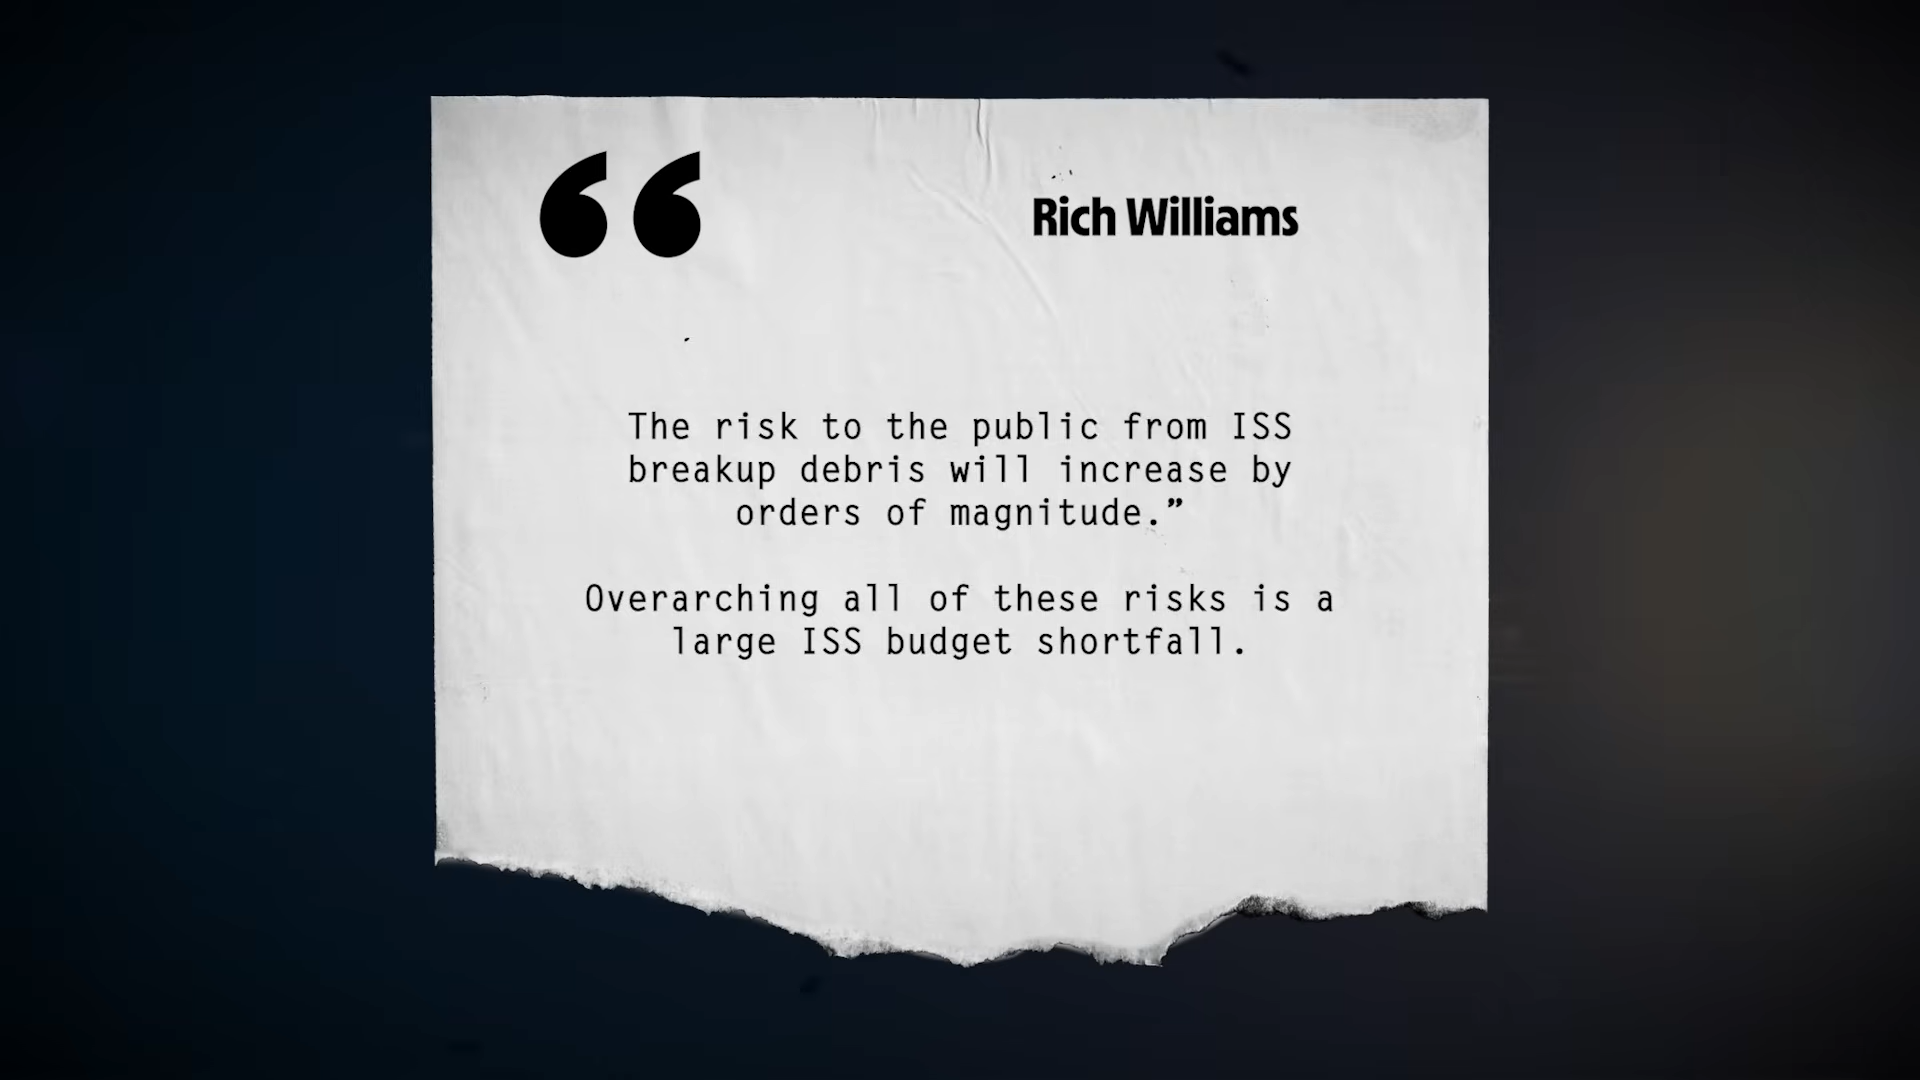 “
Rich Williams
The risk to the public from ISS
breakup debris will increase by
orders of magnitude.”
Overarching all of these risks is a
large ISS budget shortfall.